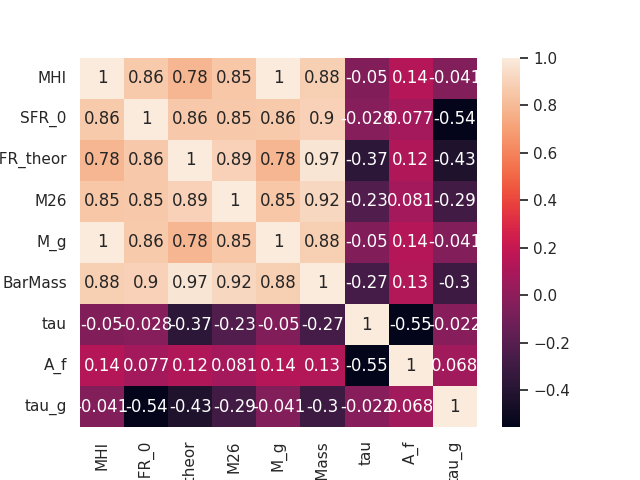 MHI 1 0.86 0.78 0.85 1 0.88 -0.05 0.14 -0.041
SFR_0 0.86 1 0.86 0.85 0.86 0.9 -0.028 0.077 -0.54
FR_theor 0.78 0.86 1 0.89 0.78 0.97 -0.37 0.12 -0.43
M26 0.85 0.85 0.89 1 0.85 0.92 -0.23 0.081 -0.29
M_g 1 0.86 0.78 0.85 1 0.88 -0.05 0.14 -0.041
BarMass 0.88 0.9 0.97 0.92 0.88 1 -0.27 0.13 -0.3
tau -0.05 -0.028 -0.37 -0.23 -0.05 -0.27 1 -0.55 -0.022
A_f 0.14 0.077 0.12 0.081 0.14 0.13 -0.55 1 0.068
tau_g -0.041 -0.54 -0.43 -0.29 -0.041 -0.3 -0.022 0.068 1
MHI FR_0 theor M26 M_g Mass tau A_f tau_g
1.0
0.8
0.6
0.4
0.2
0.0
−0.2
−0.4